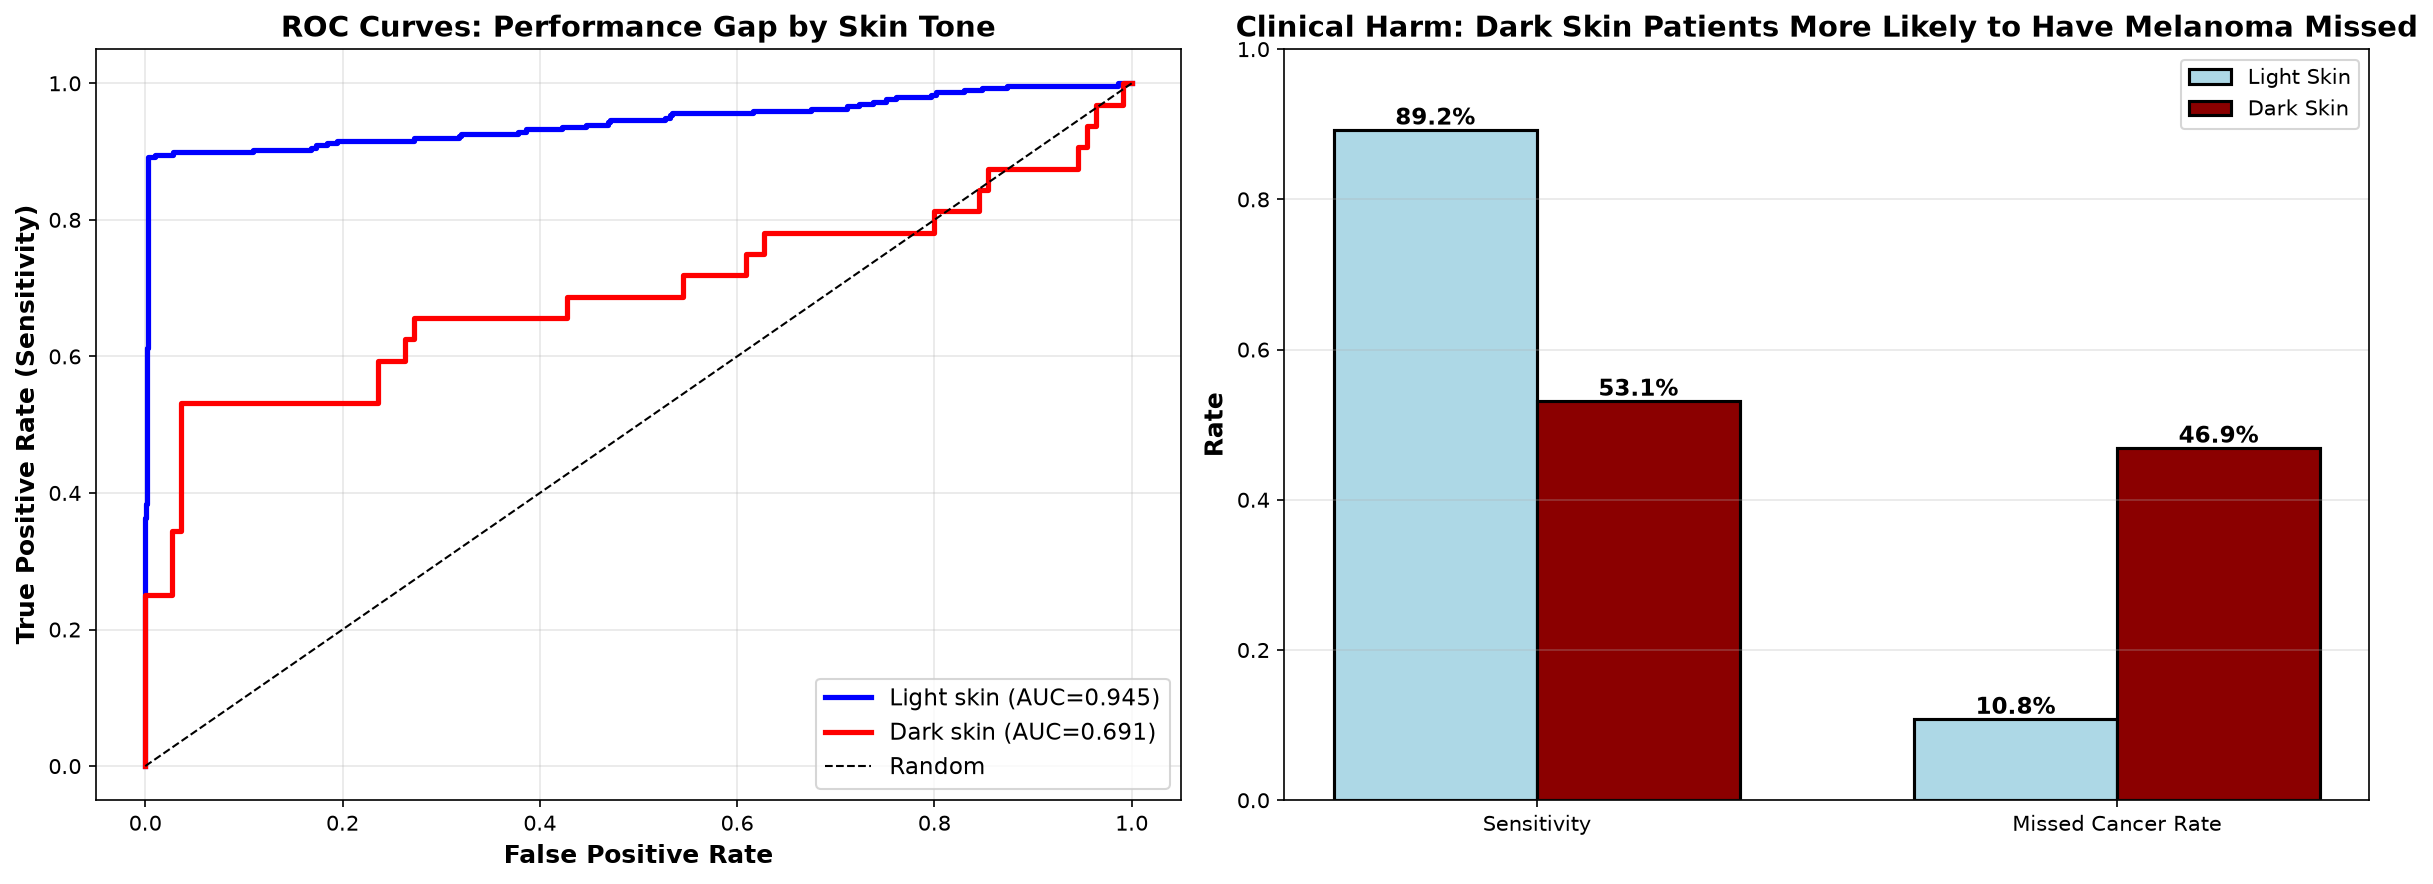 ROC Curves: Performance Gap by Skin Tone
True Positive Rate (Sensitivity)
1.0
0.8
0.6
0.4
0.2
0.0
0.0 0.2 0.4 0.6 0.8 1.0
False Positive Rate
Light skin (AUC=0.945)
Dark skin (AUC=0.691)
Random
Clinical Harm: Dark Skin Patients More Likely to Have Melanoma Missed
Rate
1.0
0.8
0.6
0.4
0.2
0.0
Light Skin
Dark Skin
89.2%
53.1%
10.8%
46.9%
Sensitivity
Missed Cancer Rate